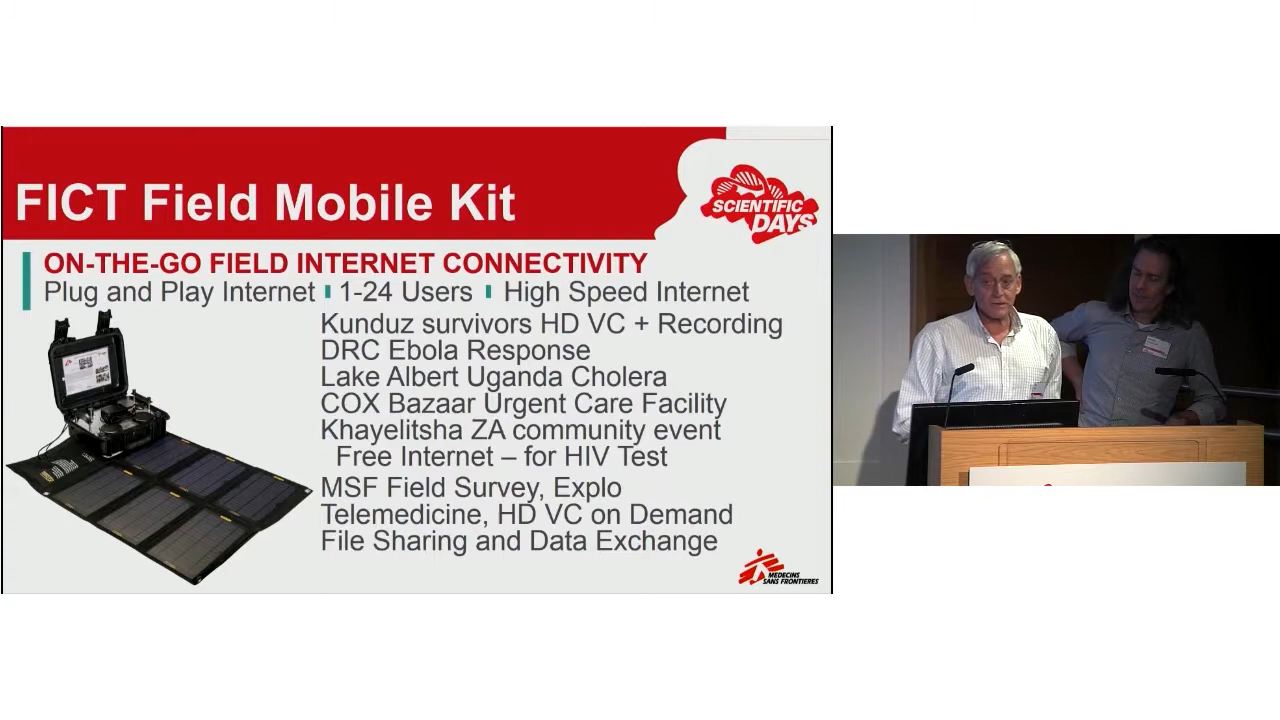 FICT Field Mobile Kit
SCIENTIFIC
DAYS
ON-THE-GO FIELD INTERNET CONNECTIVITY
Plug and Play Internet ▪ 1-24 Users ▪ High Speed Internet
Kunduz survivors HD VC + Recording
DRC Ebola Response
Lake Albert Uganda Cholera
COX Bazaar Urgent Care Facility
Khayelitsha ZA community event
Free Internet – for HIV Test
MSF Field Survey, Explo
Telemedicine, HD VC on Demand
File Sharing and Data Exchange
MEDECINS
SANS FRONTIERES